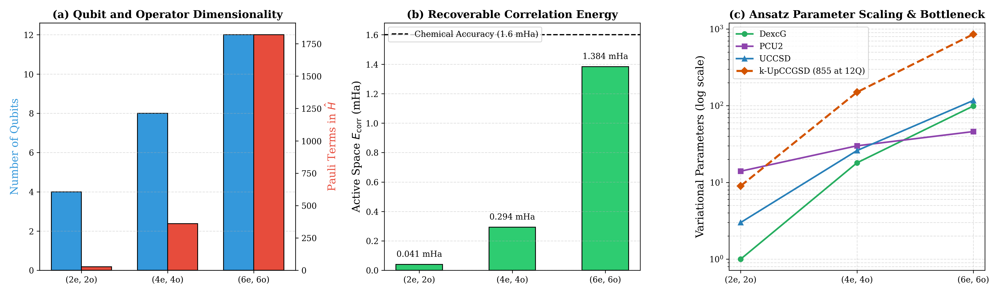 (a) Qubit and Operator Dimensionality
Number of Qubits
12
10
8
6
4
2
0
(2e, 2o)
(4e, 4o)
(6e, 6o)
1750
1500
1250
1000
750
500
250
0
Pauli Terms in Ĥ
(b) Recoverable Correlation Energy
Active Space E_corr (mHa)
1.6
1.4
1.2
1.0
0.8
0.6
0.4
0.2
0.0
Chemical Accuracy (1.6 mHa)
0.041 mHa
0.294 mHa
1.384 mHa
(2e, 2o)
(4e, 4o)
(6e, 6o)
(c) Ansatz Parameter Scaling & Bottleneck
Variational Parameters (log scale)
10³
10²
10¹
10⁰
DexcG
PCU2
UCCSD
k-UpCCGSD (855 at 12Q)
(2e, 2o)
(4e, 4o)
(6e, 6o)